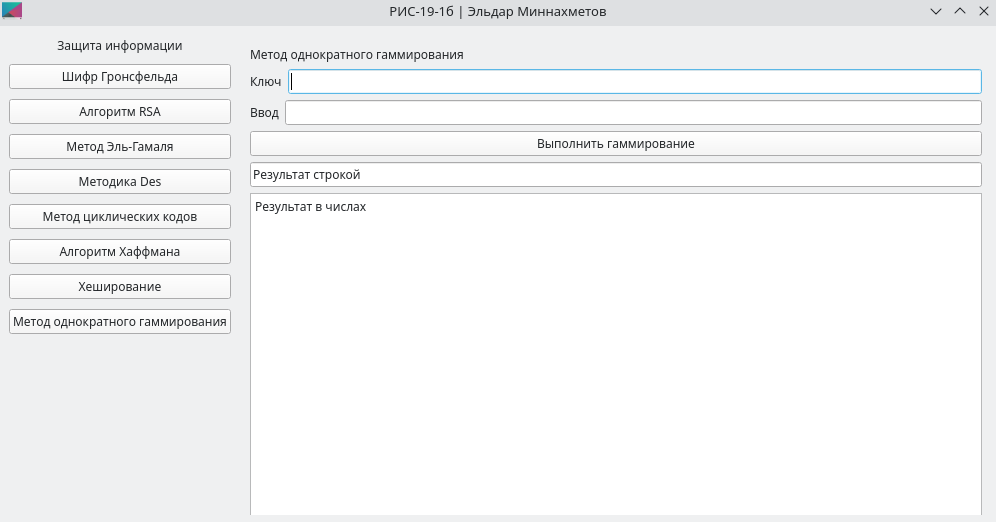 РИС-19-1б | Эльдар Миннахметов
Защита информации
Шифр Гронсфельда
Алгоритм RSA
Метод Эль-Гамаля
Методика Des
Метод циклических кодов
Алгоритм Хаффмана
Хеширование
Метод однократного гаммирования
Метод однократного гаммирования
Ключ
Ввод
Выполнить гаммирование
Результат строкой
Результат в числах